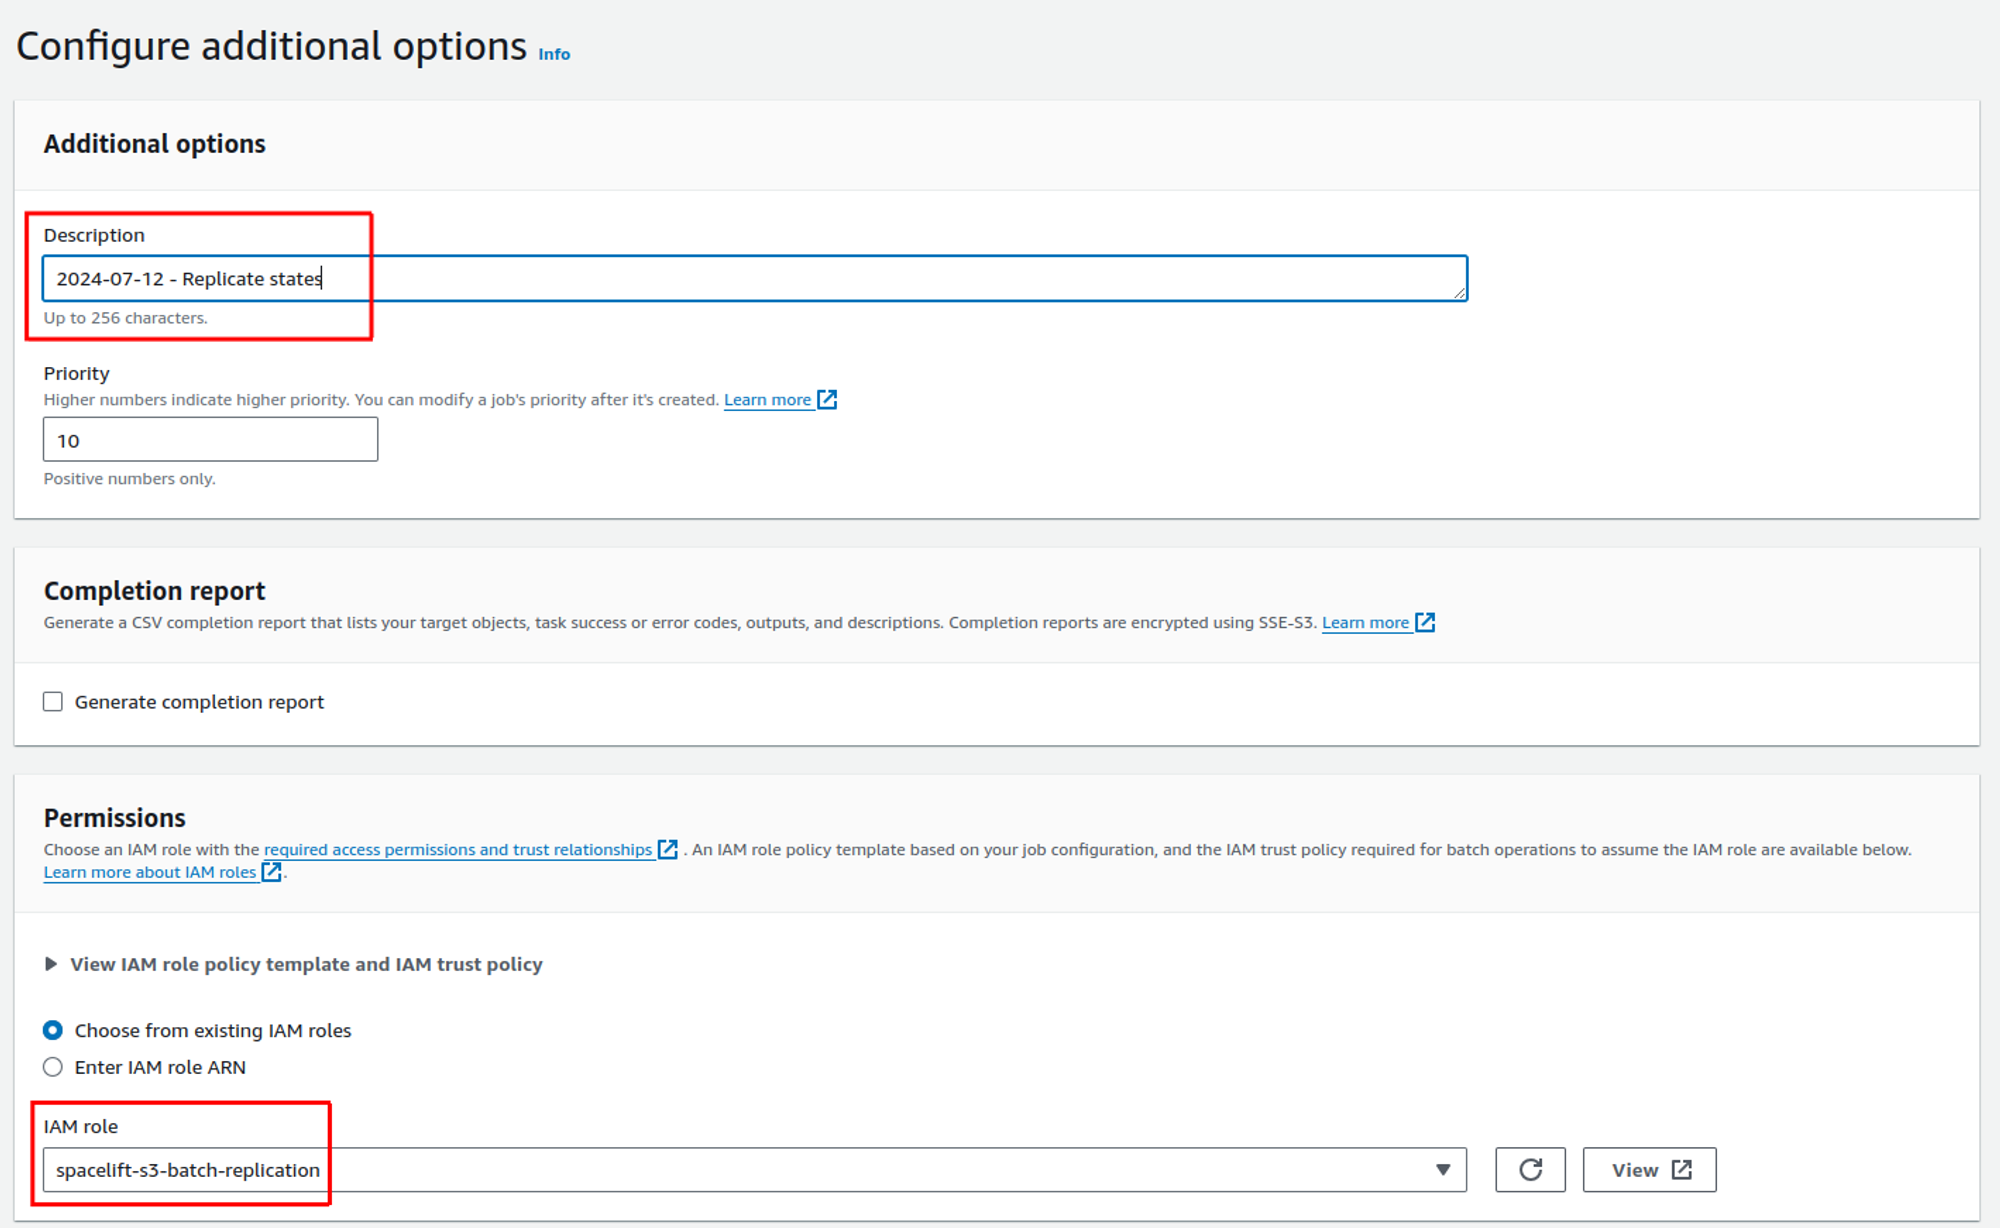 Configure additional options Info
Additional options
Description
2024-07-12 - Replicate states
Up to 256 characters.
Priority
Higher numbers indicate higher priority. You can modify a job's priority after it's created. Learn more
10
Positive numbers only.
Completion report
Generate a CSV completion report that lists your target objects, task success or error codes, outputs, and descriptions. Completion reports are encrypted using SSE-S3. Learn more
Generate completion report
Permissions
Choose an IAM role with the required access permissions and trust relationships . An IAM role policy template based on your job configuration, and the IAM trust policy required for batch operations to assume the IAM role are available below.
Learn more about IAM roles .
View IAM role policy template and IAM trust policy
Choose from existing IAM roles
Enter IAM role ARN
IAM role
spacelift-s3-batch-replication
View